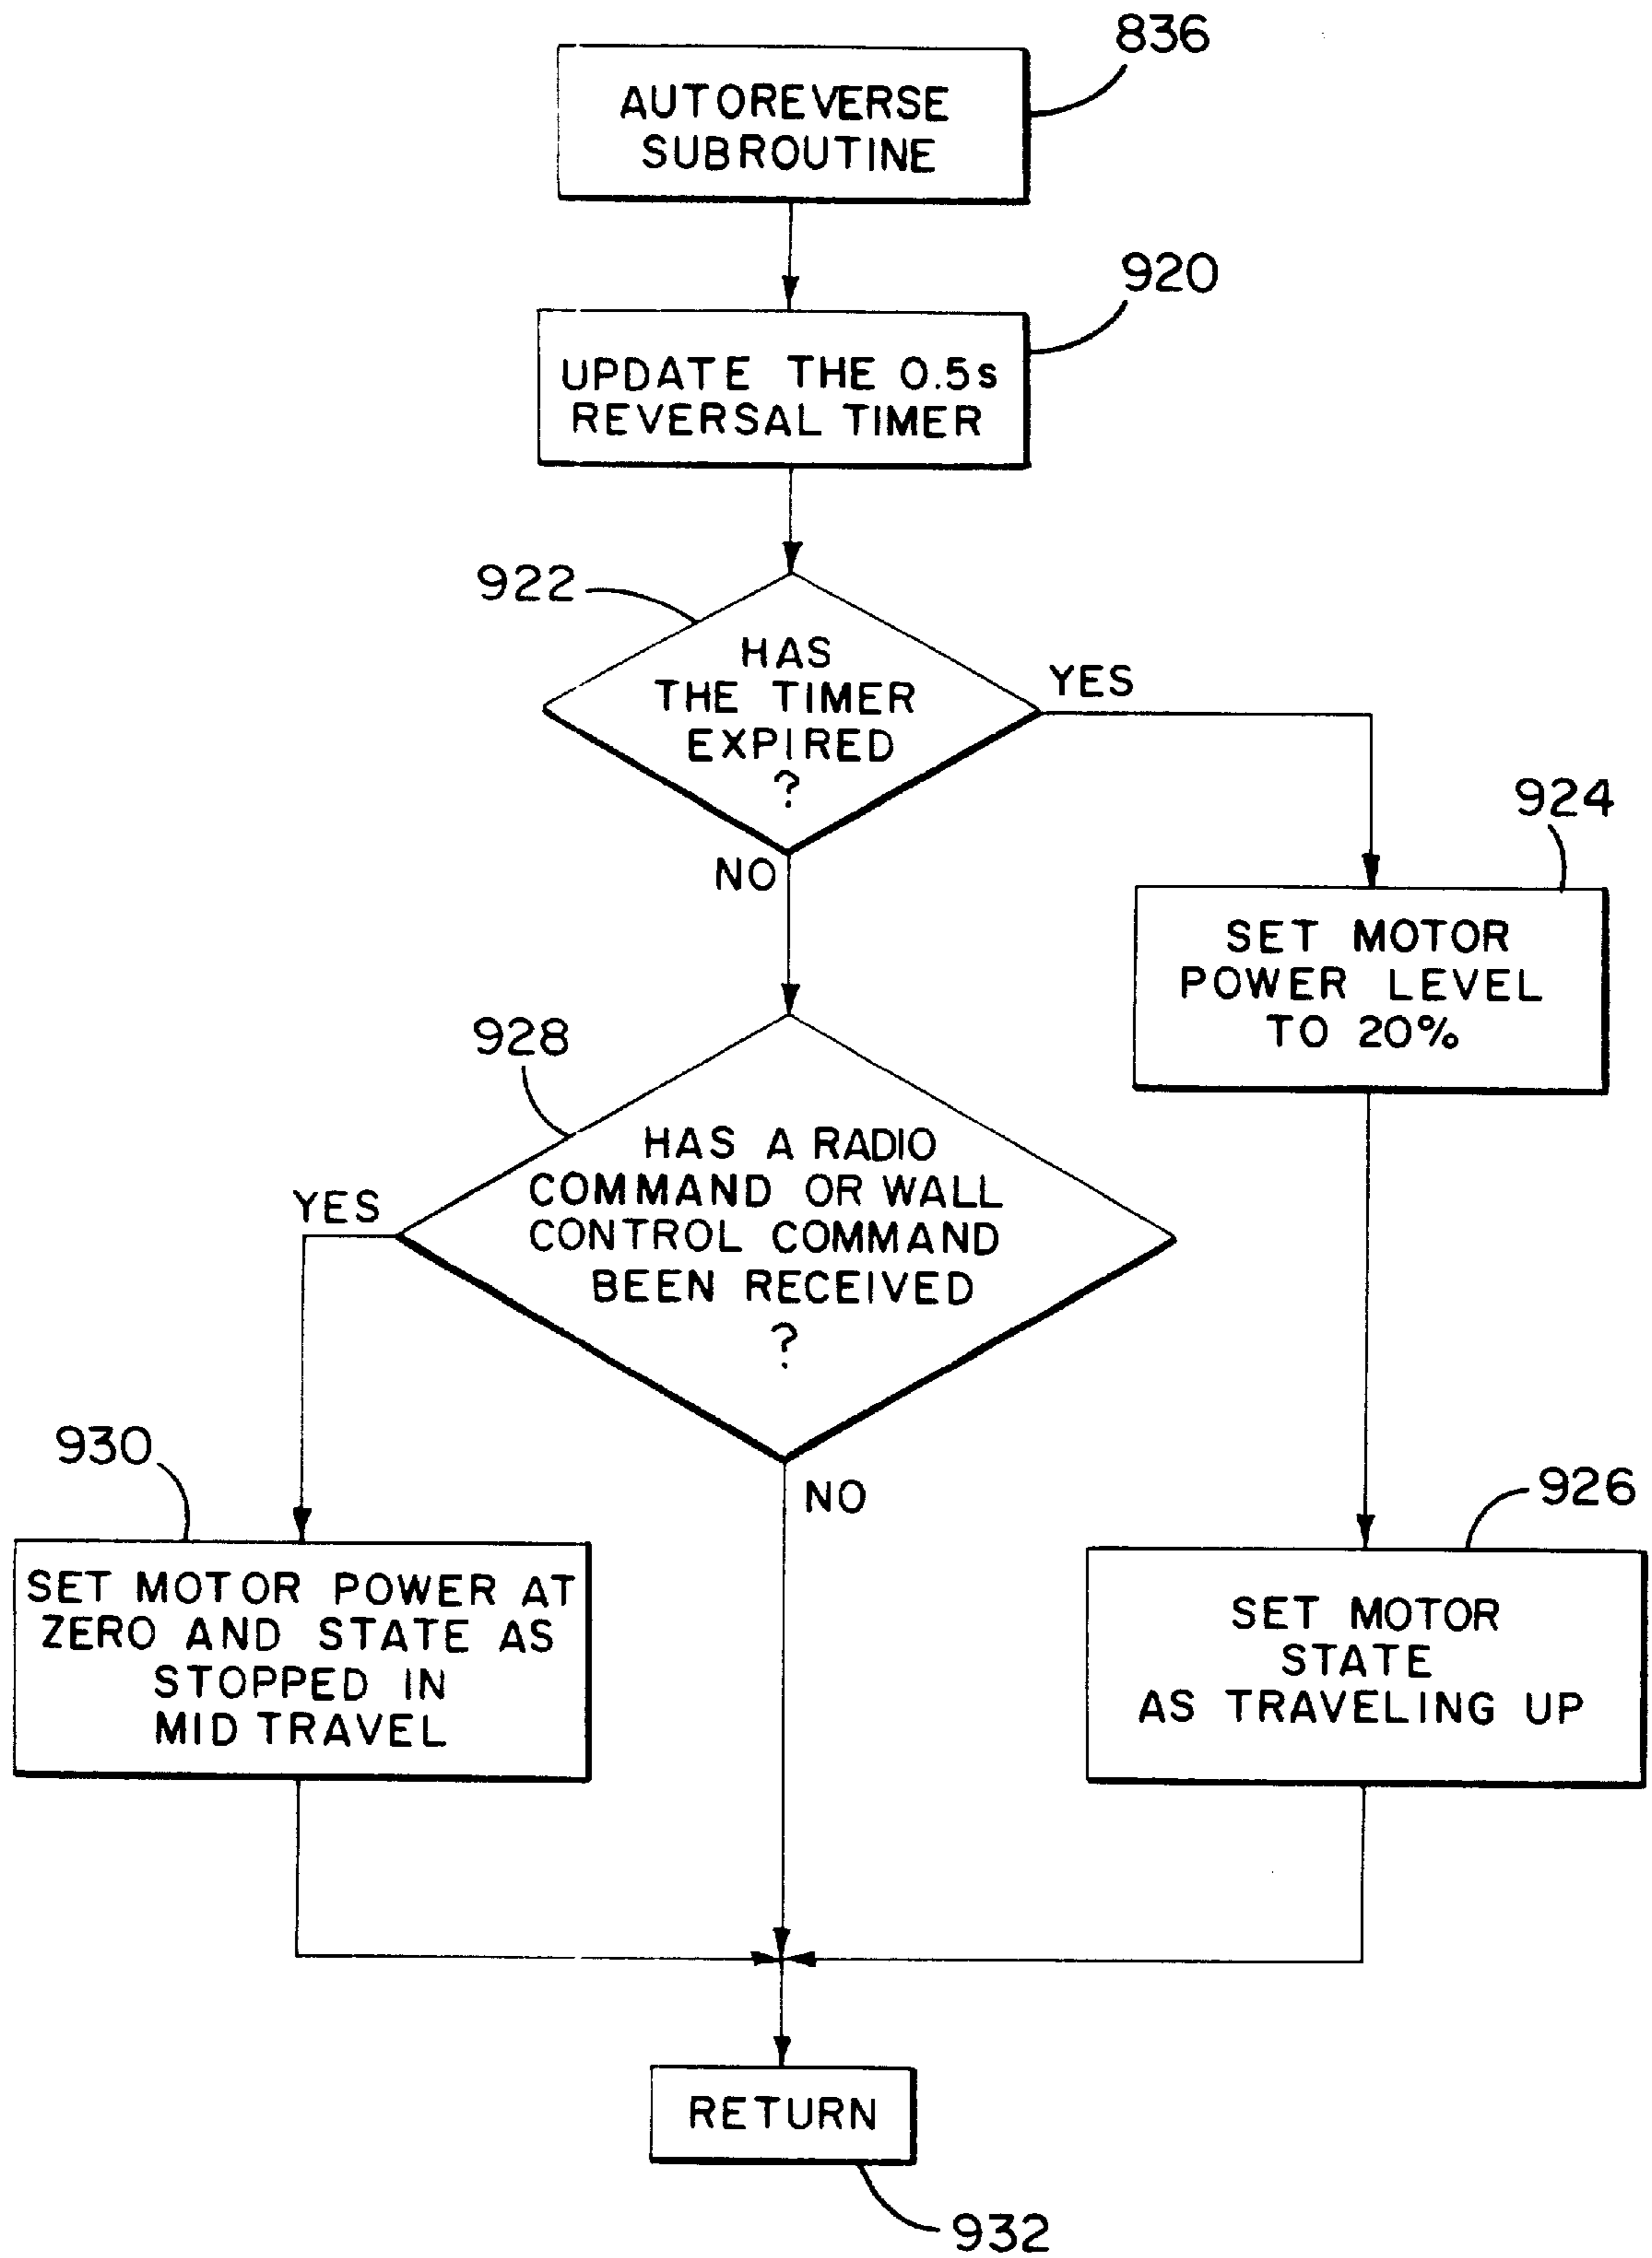 836
AUTOREVERSE
SUBROUTINE
920
UPDATE THE 0.5s
REVERSAL TIMER
922
HAS
THE TIMER
EXPIRED
?
YES
NO
924
SET MOTOR
POWER LEVEL
TO 20%
928
HAS A RADIO
COMMAND OR WALL
CONTROL COMMAND
BEEN RECEIVED
?
YES
NO
930
SET MOTOR POWER AT
ZERO AND STATE AS
STOPPED IN
MID TRAVEL
926
SET MOTOR
STATE
AS TRAVELING UP
RETURN
932